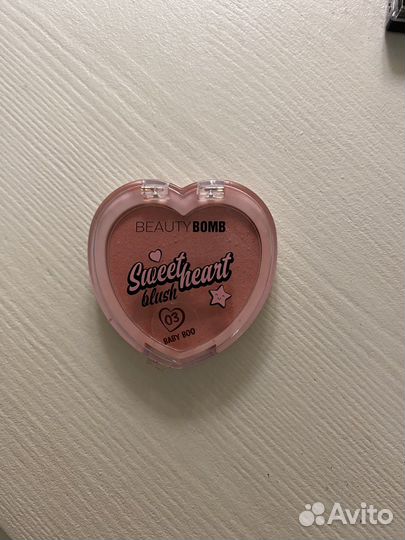 BEAUTY BOMB
Sweet heart
blush
03
BABY BOO
Avito